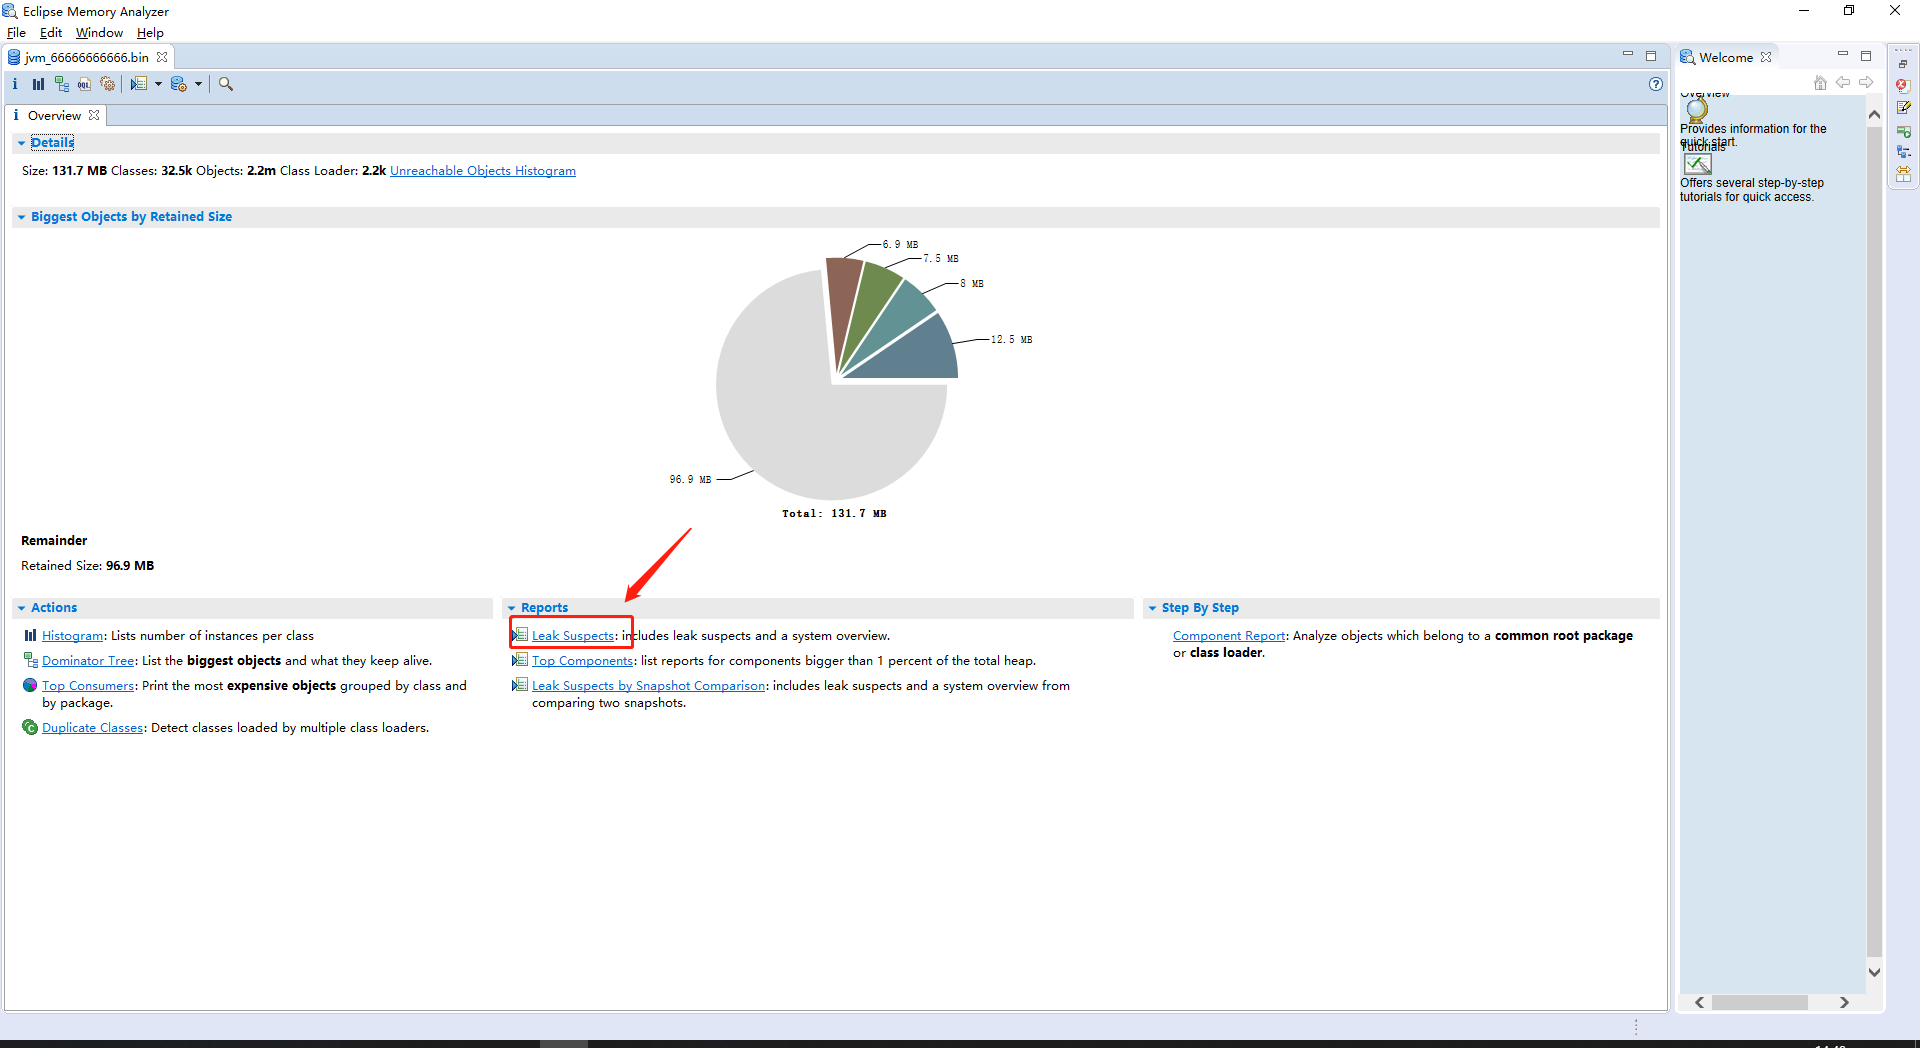 Eclipse Memory Analyzer
File Edit Window Help
jvm_66666666666.bin
Welcome
Overview
Details
Size: 131.7 MB Classes: 32.5k Objects: 2.2m Class Loader: 2.2k Unreachable Objects Histogram
Biggest Objects by Retained Size
6.9 MB
7.5 MB
8 MB
12.5 MB
96.9 MB
Total: 131.7 MB
Remainder
Retained Size: 96.9 MB
Actions
Histogram: Lists number of instances per class
Dominator Tree: List the biggest objects and what they keep alive.
Top Consumers: Print the most expensive objects grouped by class and
by package.
Duplicate Classes: Detect classes loaded by multiple class loaders.
Reports
Leak Suspects: includes leak suspects and a system overview.
Top Components: list reports for components bigger than 1 percent of the total heap.
Leak Suspects by Snapshot Comparison: includes leak suspects and a system overview from
comparing two snapshots.
Step By Step
Component Report: Analyze objects which belong to a common root package
or class loader.
Overview
Provides information for the
quick start.
Tutorials
Offers several step-by-step
tutorials for quick access.